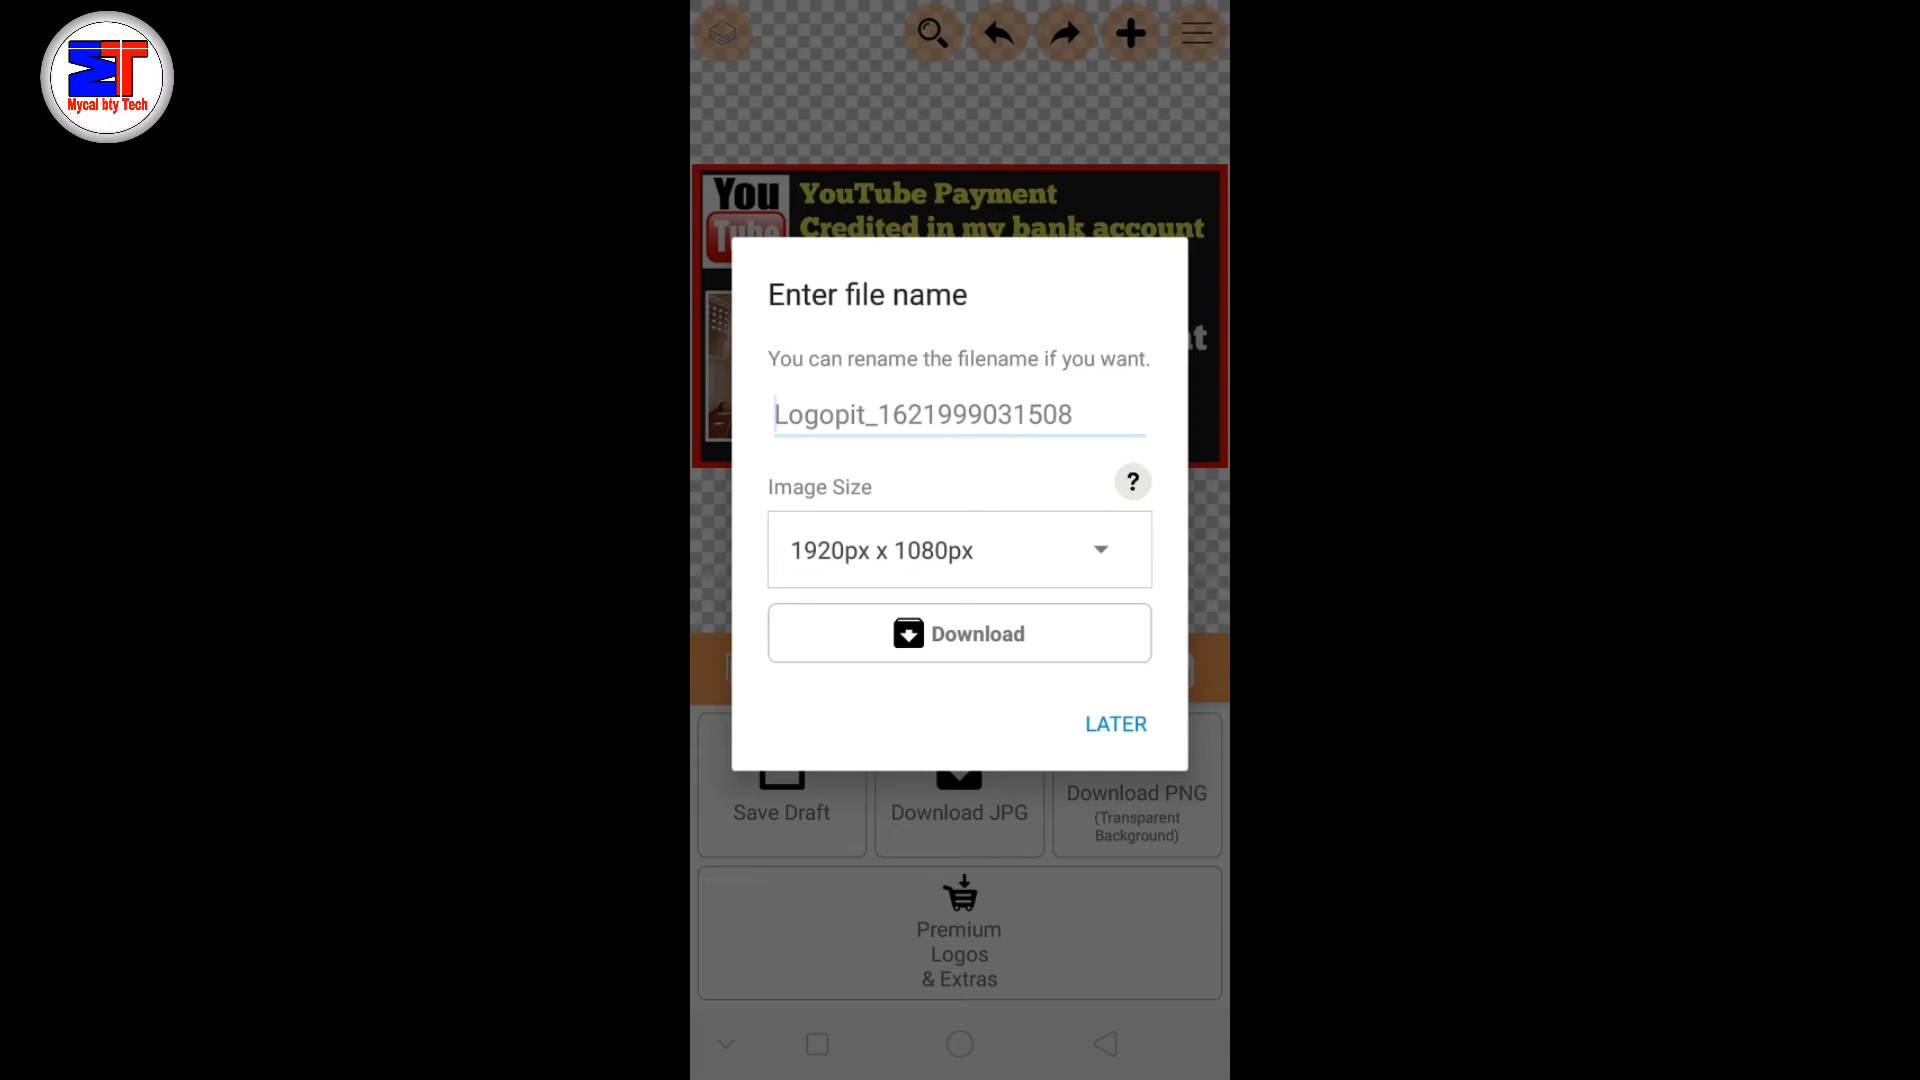 MT
Mycal bty Tech
You
Tube
YouTube Payment
Credited in my bank account
Enter file name
You can rename the filename if you want.
Logopit_1621999031508
Image Size
?
1920px x 1080px
Download
LATER
Save Draft
Download JPG
Download PNG
(Transparent
Background)
Premium
Logos
& Extras